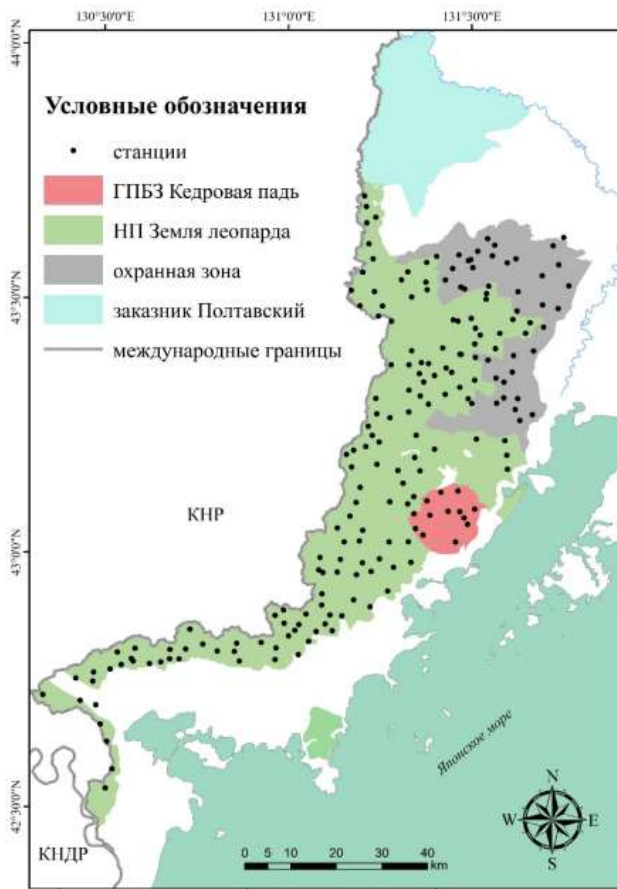 130°30'0"E 131°0'0"E 131°30'0"E
44°0'0"N
Условные обозначения
станции
ГПБЗ Кедровая падь
НП Земля леопарда
охранная зона
заказник Полтавский
международные границы
43°30'0"N
КНР
43°0'0"N
Японское море
42°30'0"N
КНДР
N
W E
S
0 5 10 20 30 40
km